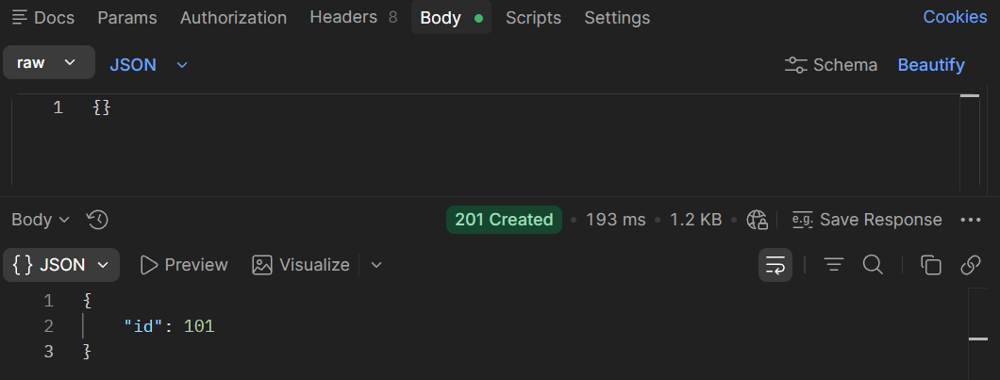 Docs Params Authorization Headers 8 Body Scripts Settings Cookies
raw JSON Schema Beautify
1 {}
Body 201 Created • 193 ms • 1.2 KB • e.g. Save Response
{} JSON Preview Visualize
1 {
2 "id": 101
3 }